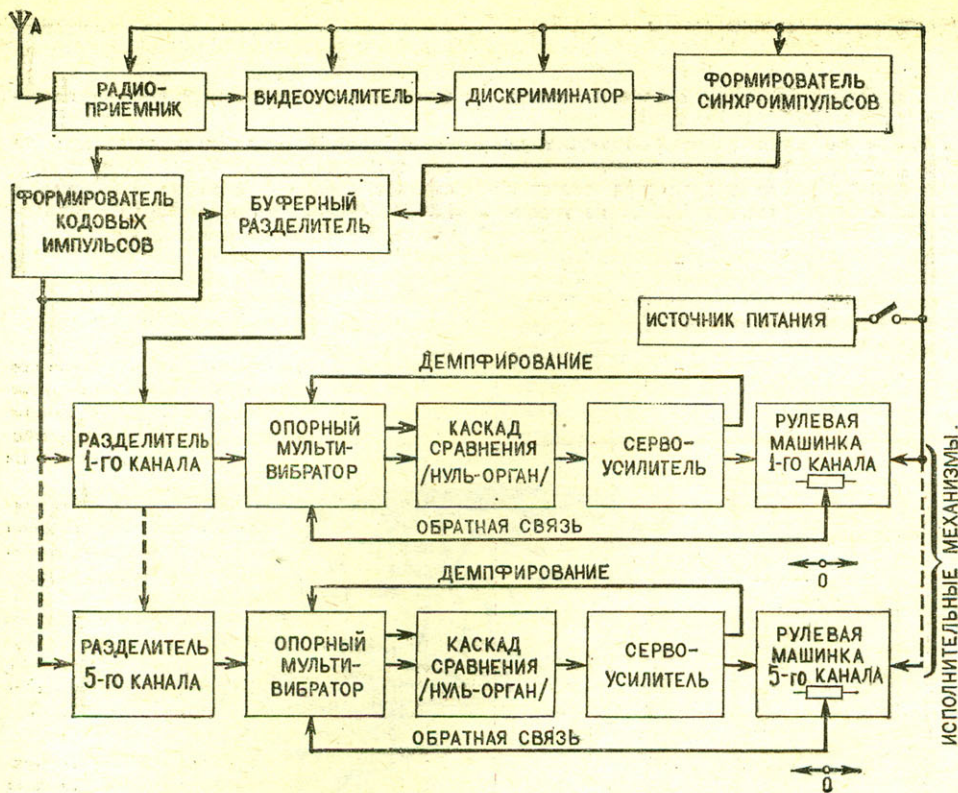 А
РАДИО-
ПРИЕМНИК
ВИДЕОУСИЛИТЕЛЬ
ДИСКРИМИНАТОР
ФОРМИРОВАТЕЛЬ
СИНХРОИМПУЛЬСОВ
ФОРМИРОВАТЕЛЬ
КОДОВЫХ
ИМПУЛЬСОВ
БУФЕРНЫЙ
РАЗДЕЛИТЕЛЬ
ИСТОЧНИК ПИТАНИЯ
ДЕМПФИРОВАНИЕ
РАЗДЕЛИТЕЛЬ
1-го КАНАЛА
ОПОРНЫЙ
МУЛЬТИ-
ВИБРАТОР
КАСКАД
СРАВНЕНИЯ
/НУЛЬ-ОРГАН/
СЕРВО-
УСИЛИТЕЛЬ
РУЛЕВАЯ
МАШИНКА
1-го КАНАЛА
ОБРАТНАЯ СВЯЗЬ
0
ДЕМПФИРОВАНИЕ
РАЗДЕЛИТЕЛЬ
5-го КАНАЛА
ОПОРНЫЙ
МУЛЬТИ-
ВИБРАТОР
КАСКАД
СРАВНЕНИЯ
/НУЛЬ-ОРГАН/
СЕРВО-
УСИЛИТЕЛЬ
РУЛЕВАЯ
МАШИНКА
5-го КАНАЛА
ОБРАТНАЯ СВЯЗЬ
0
ИСПОЛНИТЕЛЬНЫЕ МЕХАНИЗМЫ.